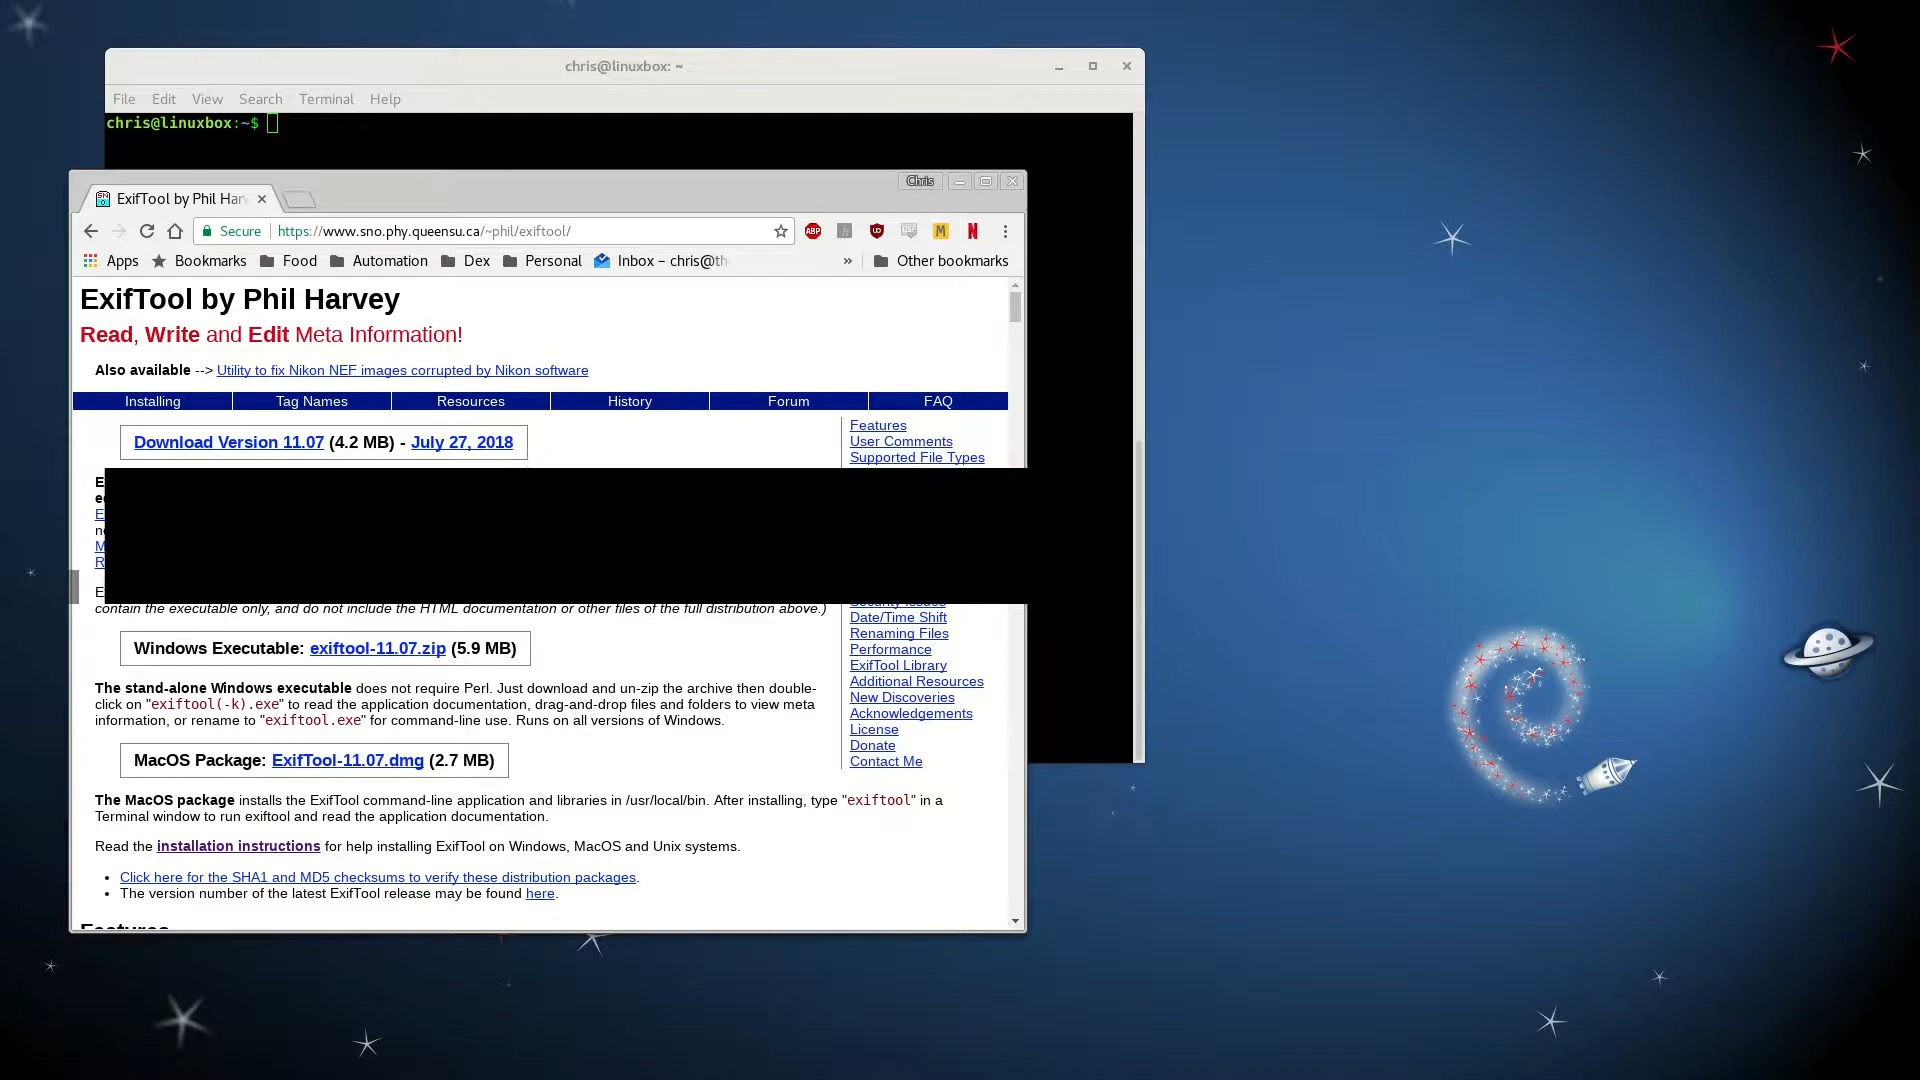 chris@linuxbox: ~
File Edit View Search Terminal Help
chris@linuxbox:~$
Chris
ExifTool by Phil Har
Secure https://www.sno.phy.queensu.ca/~phil/exiftool/
ABP
Apps Bookmarks Food Automation Dex Personal Inbox – chris@th » Other bookmarks
ExifTool by Phil Harvey
Read, Write and Edit Meta Information!
Also available --> Utility to fix Nikon NEF images corrupted by Nikon software
Installing Tag Names Resources History Forum FAQ
Download Version 11.07 (4.2 MB) - July 27, 2018
Features
User Comments
Supported File Types
contain the executable only, and do not include the HTML documentation or other files of the full distribution above.)
Windows Executable: exiftool-11.07.zip (5.9 MB)
The stand-alone Windows executable does not require Perl. Just download and un-zip the archive then double-
click on "exiftool(-k).exe" to read the application documentation, drag-and-drop files and folders to view meta
information, or rename to "exiftool.exe" for command-line use. Runs on all versions of Windows.
MacOS Package: ExifTool-11.07.dmg (2.7 MB)
Security Issues
Date/Time Shift
Renaming Files
Performance
ExifTool Library
Additional Resources
New Discoveries
Acknowledgements
License
Donate
Contact Me
The MacOS package installs the ExifTool command-line application and libraries in /usr/local/bin. After installing, type "exiftool" in a
Terminal window to run exiftool and read the application documentation.
Read the installation instructions for help installing ExifTool on Windows, MacOS and Unix systems.
• Click here for the SHA1 and MD5 checksums to verify these distribution packages.
• The version number of the latest ExifTool release may be found here.
Features